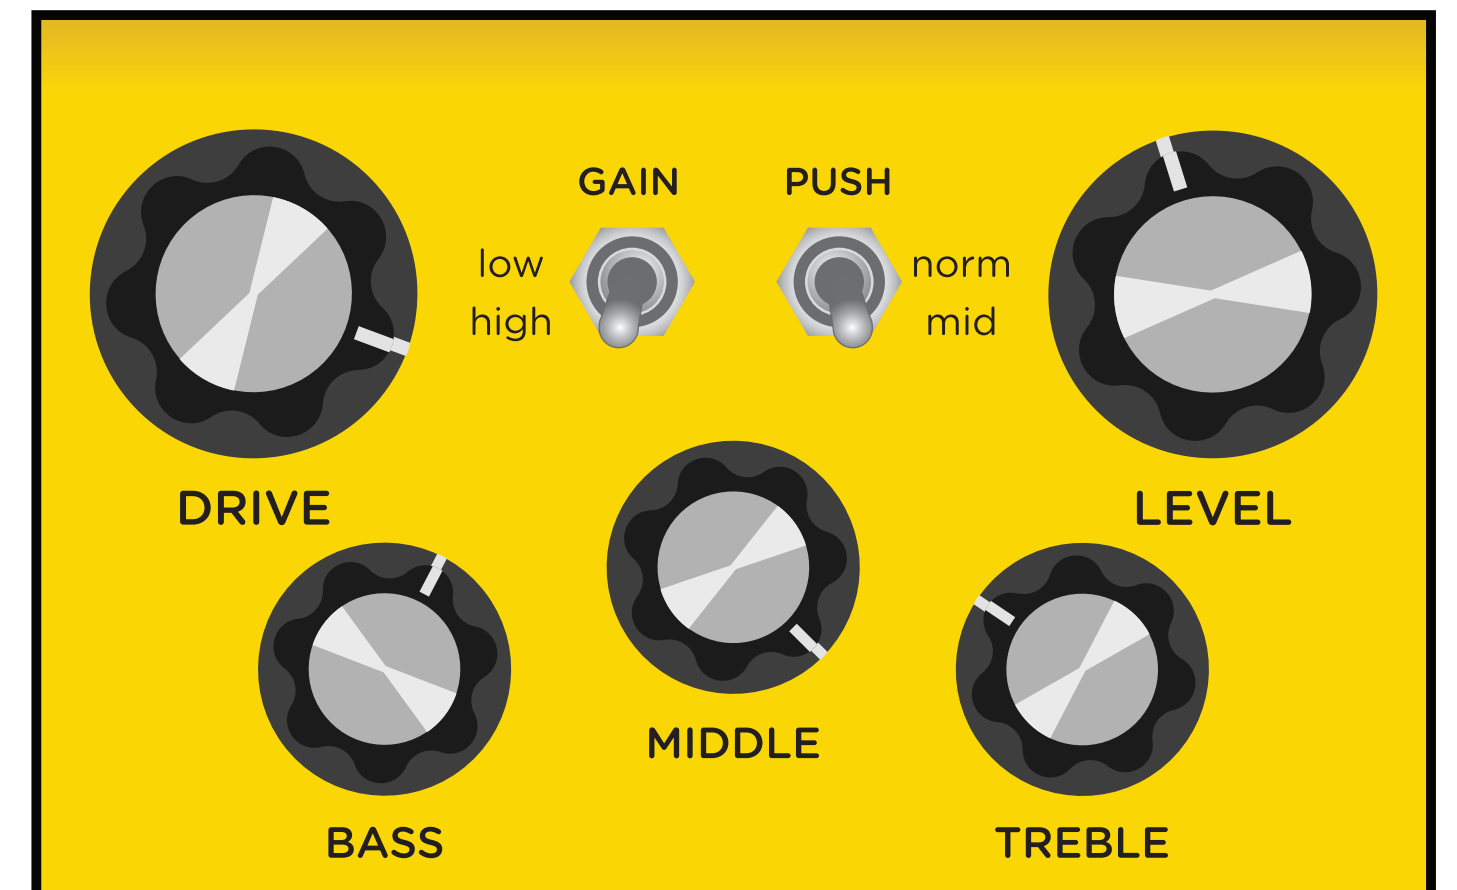 GAIN
PUSH
low
norm
high
mid
DRIVE
LEVEL
MIDDLE
BASS
TREBLE